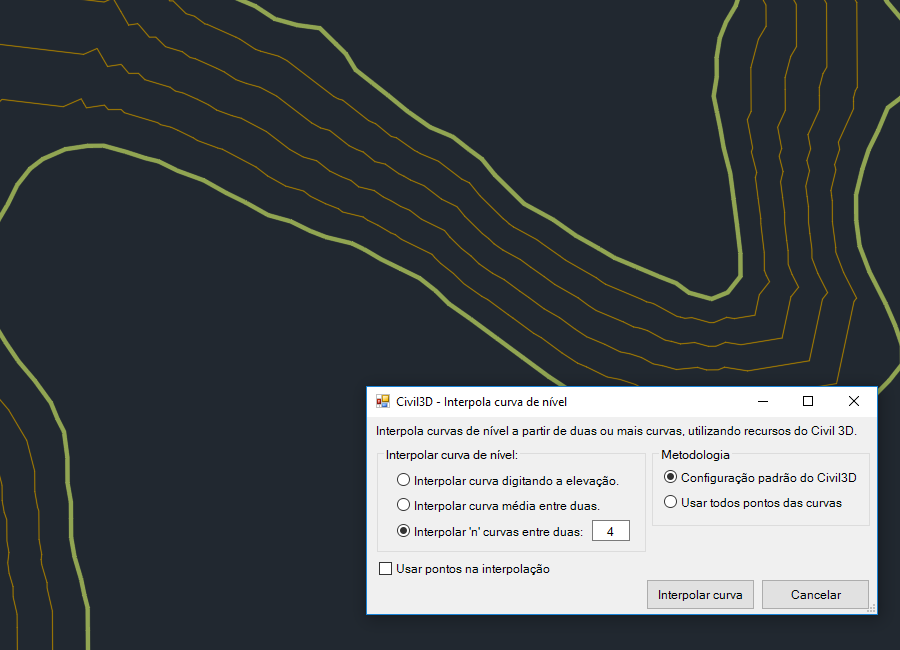 Civil3D - Interpola curva de nível
Interpola curvas de nível a partir de duas ou mais curvas, utilizando recursos do Civil 3D.
Interpolar curva de nível:
Interpolar curva digitando a elevação.
Interpolar curva média entre duas.
Interpolar 'n' curvas entre duas: 4
Metodologia
Configuração padrão do Civil3D
Usar todos pontos das curvas
Usar pontos na interpolação
Interpolar curva
Cancelar